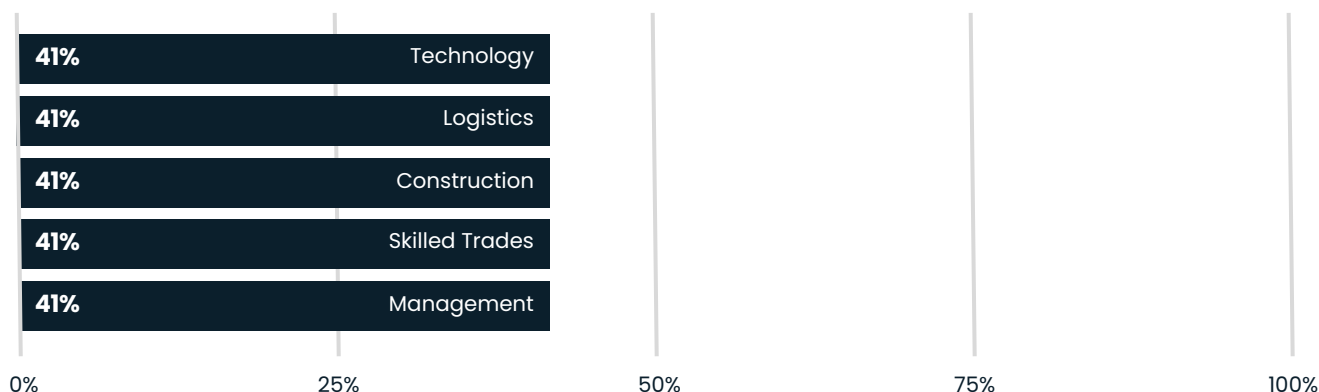 41% Technology
41% Logistics
41% Construction
41% Skilled Trades
41% Management
0% 25% 50% 75% 100%